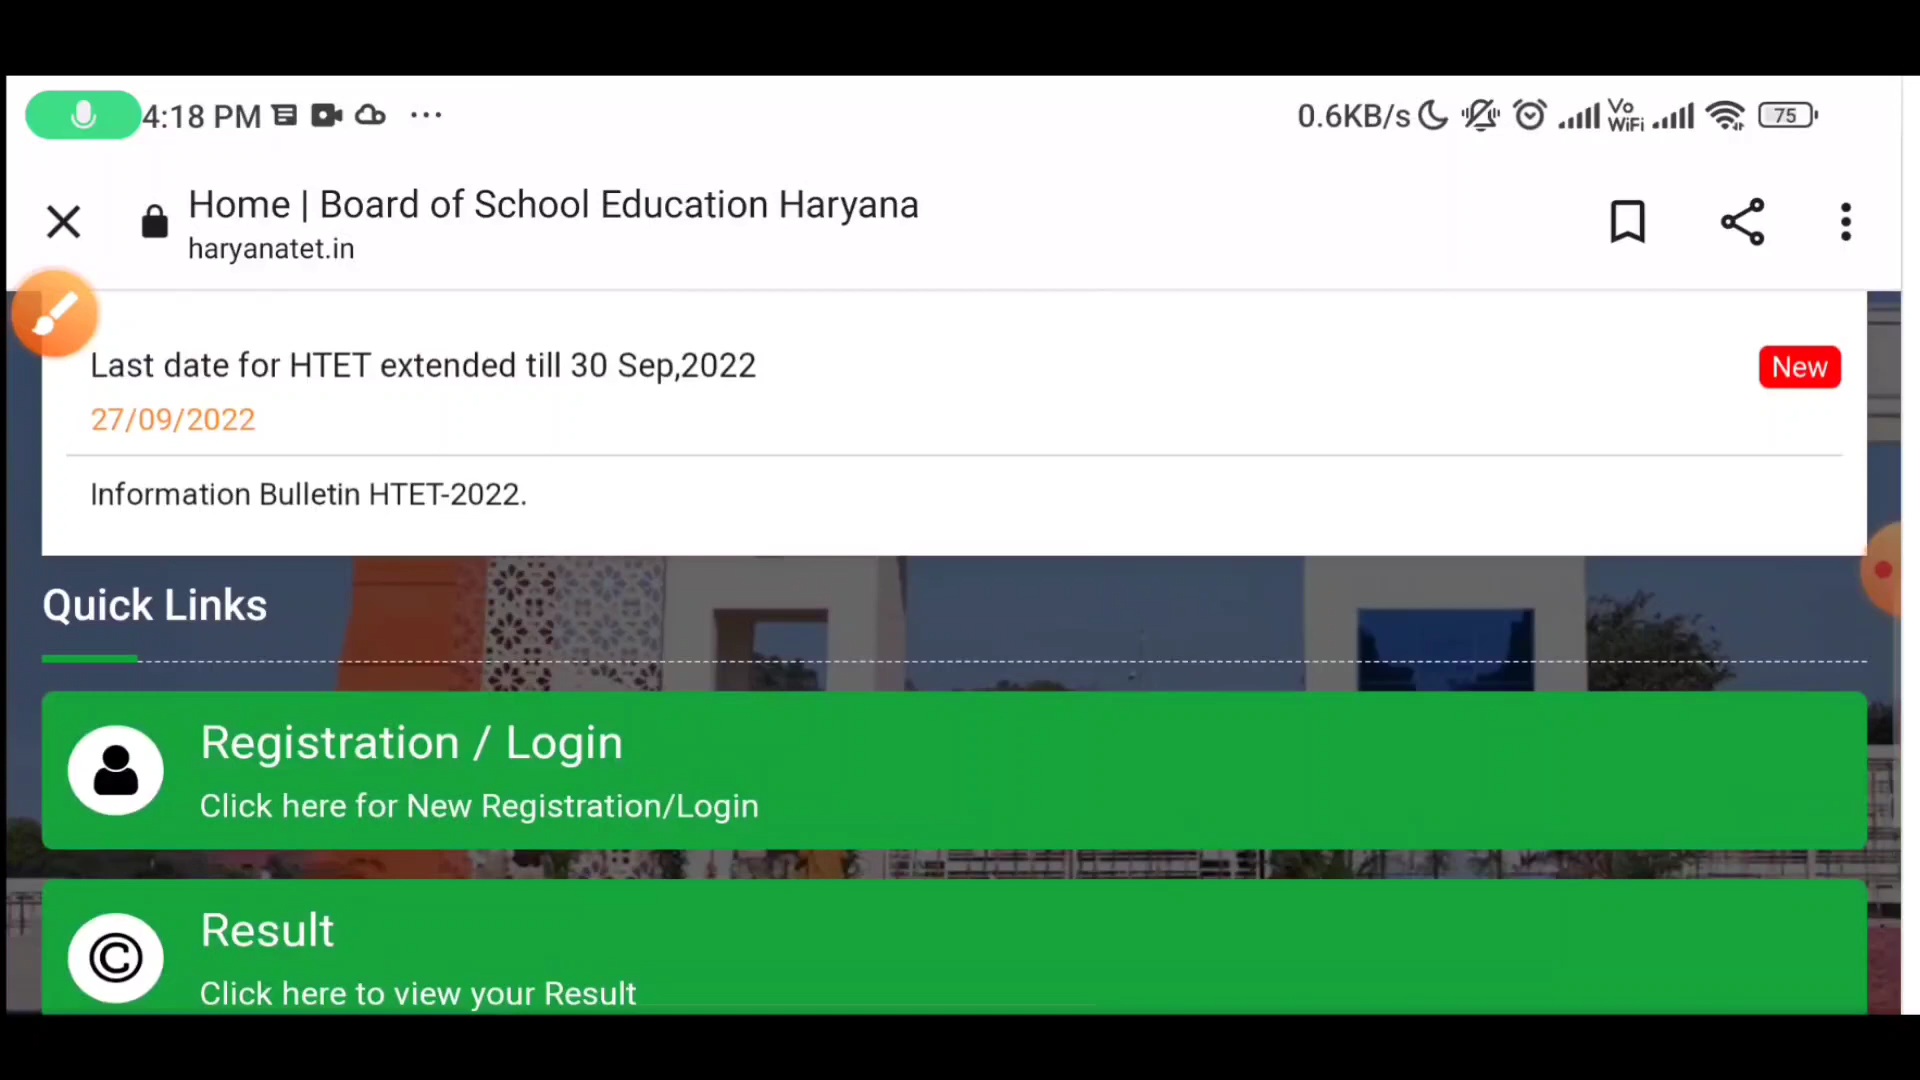 4:18 PM
0.6KB/s
Vo
WiFi
75
Home | Board of School Education Haryana
haryanatet.in
Last date for HTET extended till 30 Sep,2022
New
27/09/2022
Information Bulletin HTET-2022.
Quick Links
Registration / Login
Click here for New Registration/Login
Result
Click here to view your Result